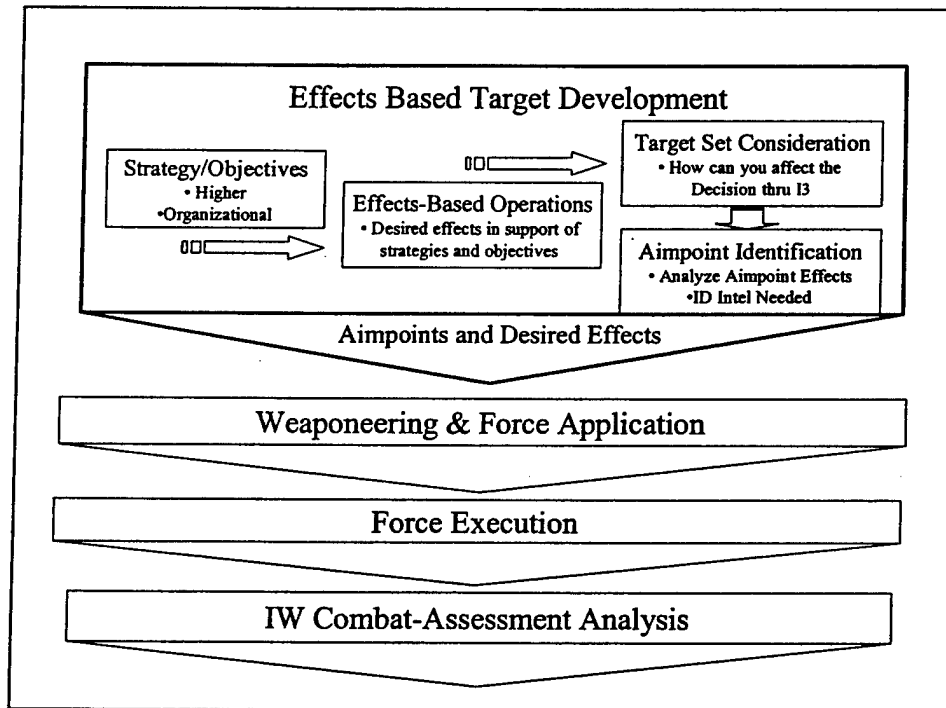 Effects Based Target Development
Strategy/Objectives
• Higher
•Organizational
Effects-Based Operations
• Desired effects in support of
strategies and objectives
Target Set Consideration
• How can you affect the
Decision thru I3
Aimpoint Identification
• Analyze Aimpoint Effects
•ID Intel Needed
Aimpoints and Desired Effects
Weaponeering & Force Application
Force Execution
IW Combat-Assessment Analysis